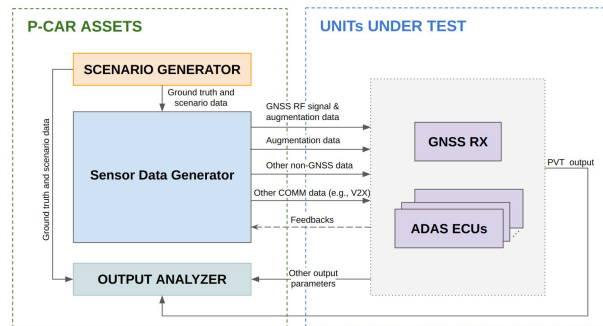 P-CAR ASSETS
UNITs UNDER TEST
SCENARIO GENERATOR
Ground truth and
scenario data
Ground truth and scenario data
Sensor Data Generator
GNSS RF signal &
augmentation data
Augmentation data
Other non-GNSS data
Other COMM data (e.g., V2X)
Feedbacks
GNSS RX
ADAS ECUs
PVT output
OUTPUT ANALYZER
Other output
parameters